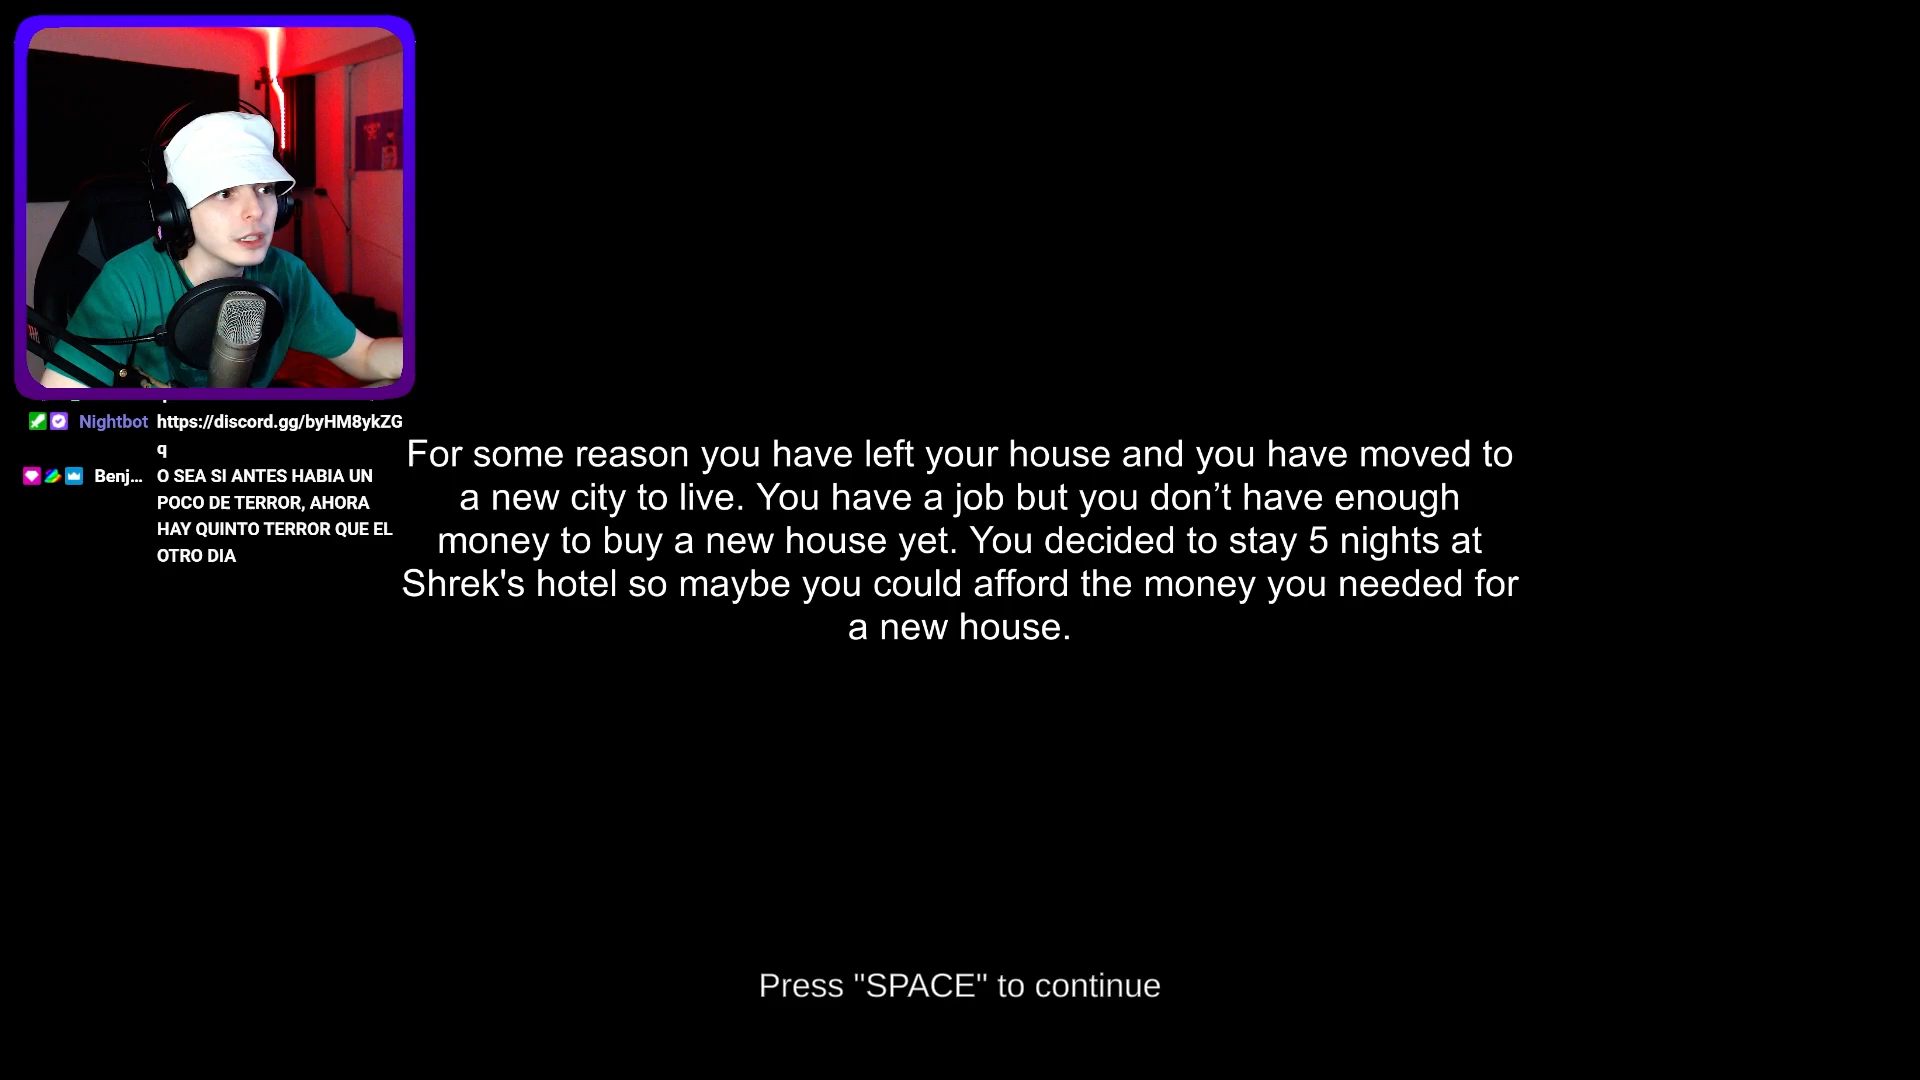 Nightbot https://discord.gg/byHM8ykZG
q
Benj... O SEA SI ANTES HABIA UN
POCO DE TERROR, AHORA
HAY QUINTO TERROR QUE EL
OTRO DIA
For some reason you have left your house and you have moved to
a new city to live. You have a job but you don’t have enough
money to buy a new house yet. You decided to stay 5 nights at
Shrek's hotel so maybe you could afford the money you needed for
a new house.
Press "SPACE" to continue